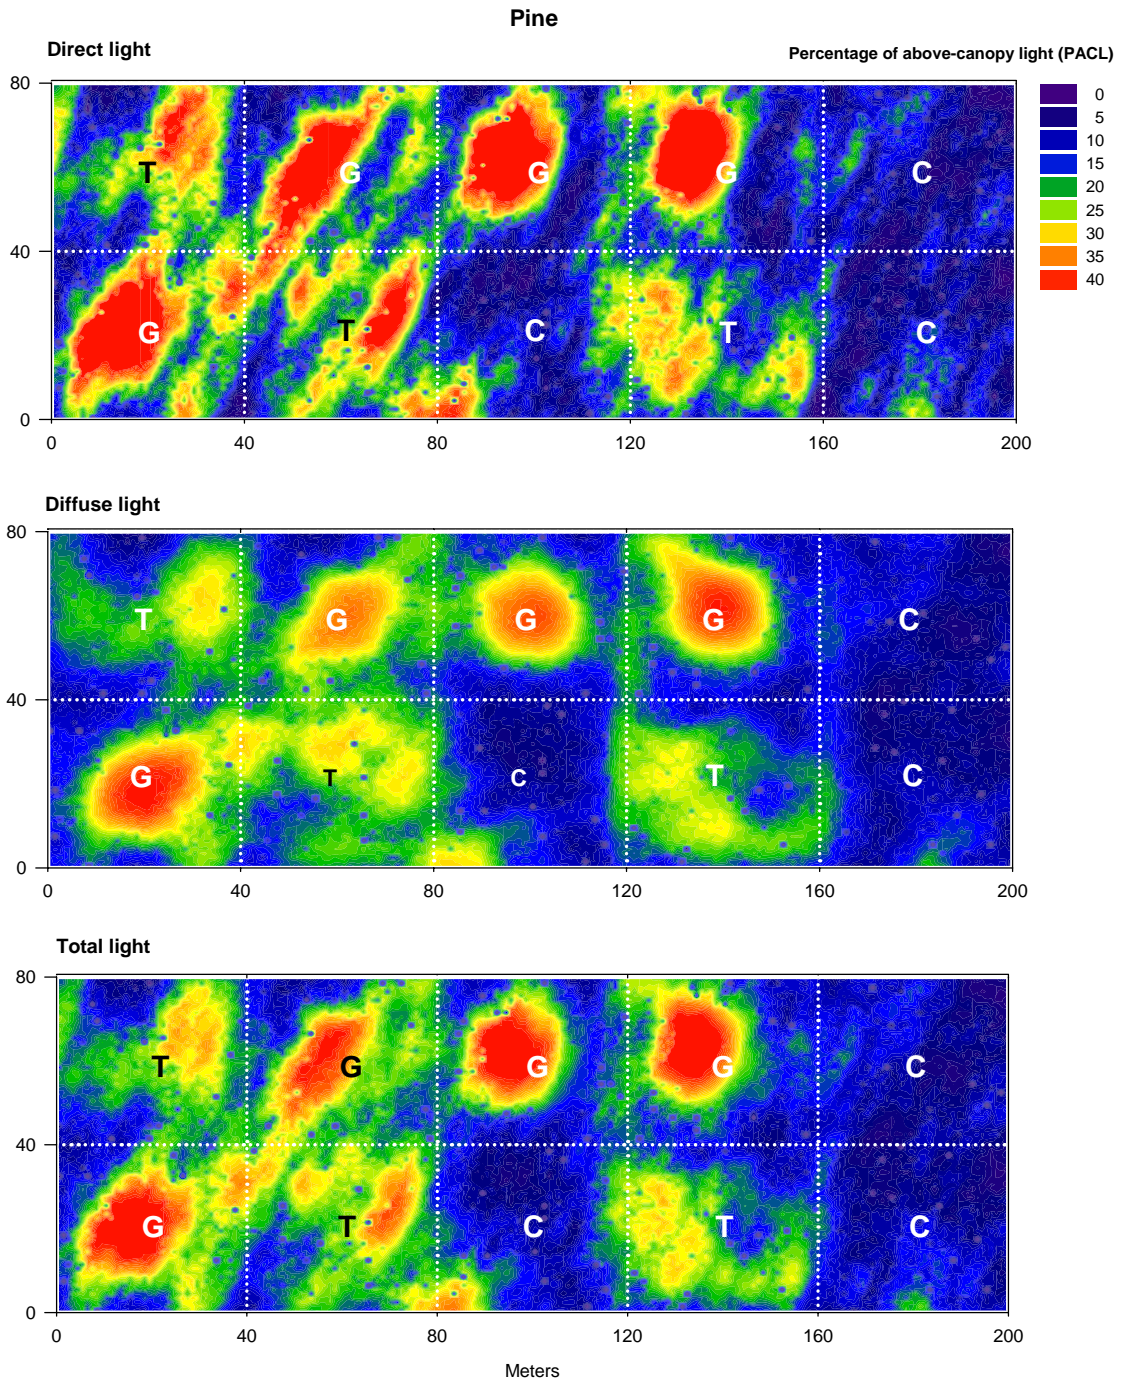 Pine
Direct light
Percentage of above-canopy light (PACL)
80
0
5
10
15
20
25
30
35
40
T
G
G
G
C
40
G
T
C
T
C
0
0 40 80 120 160 200
Diffuse light
80
T
G
G
G
C
40
G
T
C
T
C
0
0 40 80 120 160 200
Total light
80
T
G
G
G
C
40
G
T
C
T
C
0
0 40 80 120 160 200
Meters